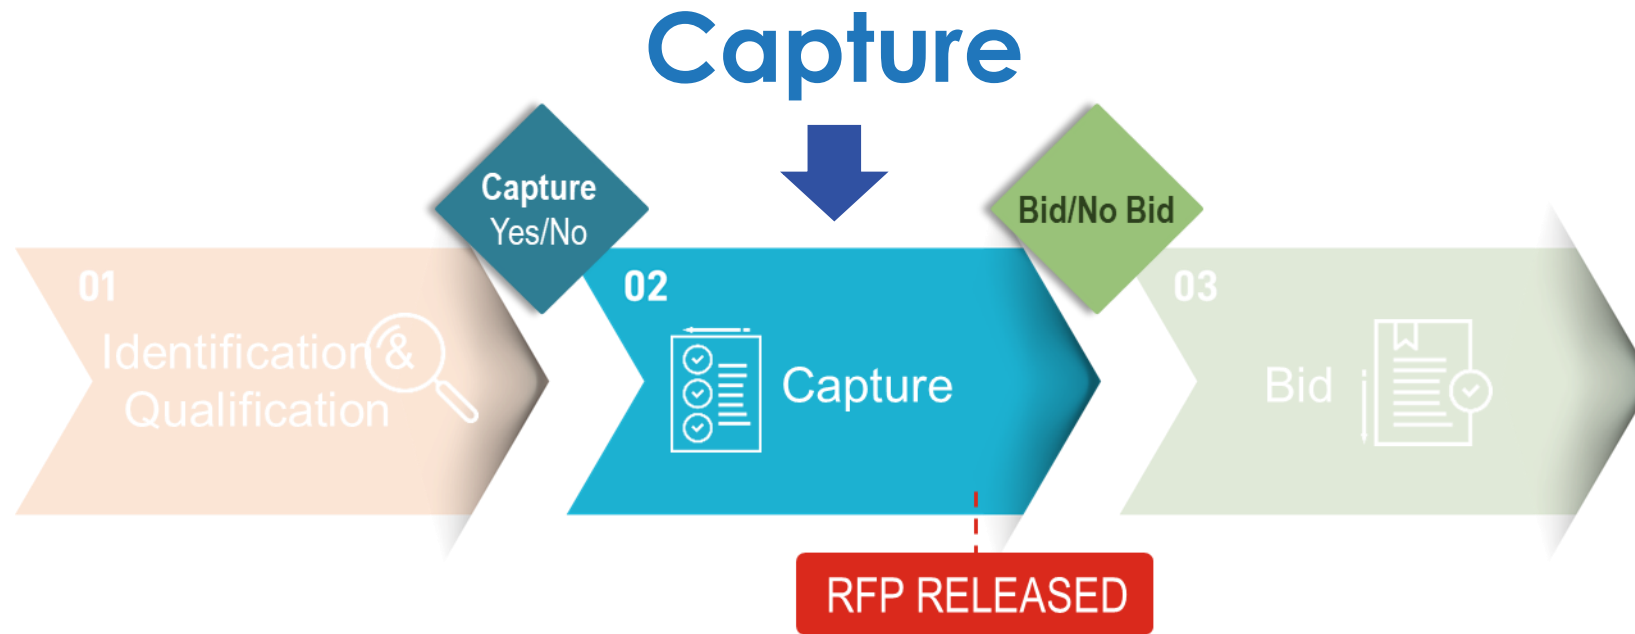 Capture
Capture
Yes/No
Bid/No Bid
01
Identification &
Qualification
02
Capture
03
Bid
RFP RELEASED